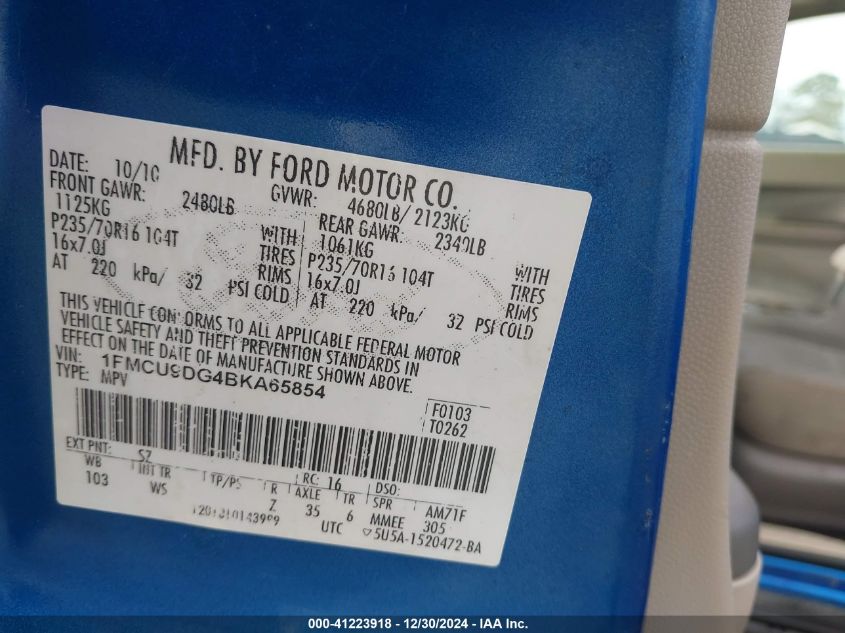 MFD. BY FORD MOTOR CO.
DATE: 10/10 GVWR: 4680LB/ 2123KG
FRONT GAWR: 2480LB REAR GAWR: 2340LB
1125KG WITH 1061KG WITH
P235/70R16 104T TIRES P235/70R16 104T TIRES
16x7.0J RIMS 16x7.0J RIMS
AT 220 kPa/ 32 PSI COLD AT 220 kPa/ 32 PSI COLD
THIS VEHICLE CONFORMS TO ALL APPLICABLE FEDERAL MOTOR
VEHICLE SAFETY AND THEFT PREVENTION STANDARDS IN
EFFECT ON THE DATE OF MANUFACTURE SHOWN ABOVE.
VIN: 1FMCU9DG4BKA65854
TYPE: MPV
F0103
T0262
EXT PNT: SZ RC: 16 DSO:
WB INT TR TP/PS R AXLE TR SPR AM71F
103 WS Z 35 6 MMEE 305
UTC 5U5A-1520472-BA
000-41223918 - 12/30/2024 - IAA Inc.